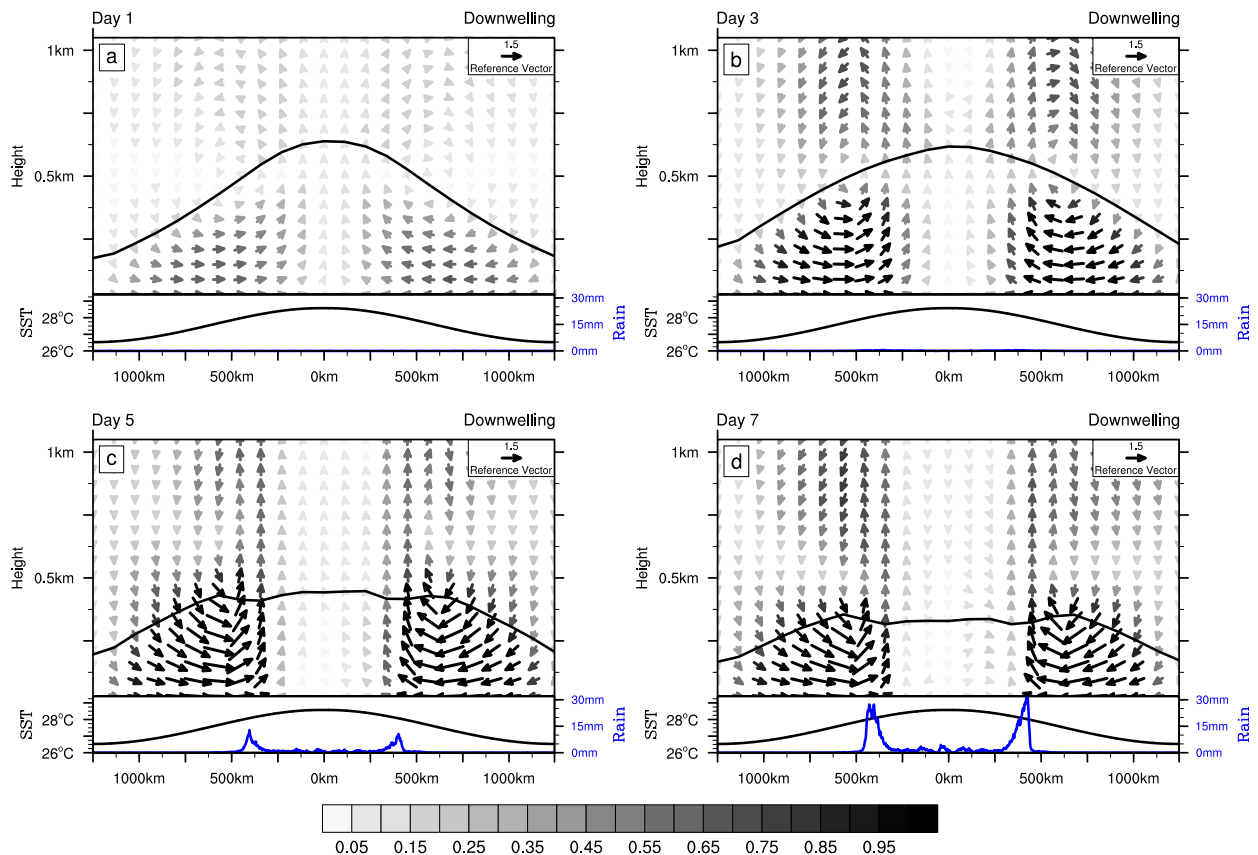 Day 1 Downwelling
a
1.5
Reference Vector
1km
0.5km
Height
30mm
15mm
0mm
Rain
28°C
26°C
SST
1000km 500km 0km 500km 1000km
Day 3 Downwelling
b
1.5
Reference Vector
1km
0.5km
Height
30mm
15mm
0mm
Rain
28°C
26°C
SST
1000km 500km 0km 500km 1000km
Day 5 Downwelling
c
1.5
Reference Vector
1km
0.5km
Height
30mm
15mm
0mm
Rain
28°C
26°C
SST
1000km 500km 0km 500km 1000km
Day 7 Downwelling
d
1.5
Reference Vector
1km
0.5km
Height
30mm
15mm
0mm
Rain
28°C
26°C
SST
1000km 500km 0km 500km 1000km
0.05 0.15 0.25 0.35 0.45 0.55 0.65 0.75 0.85 0.95